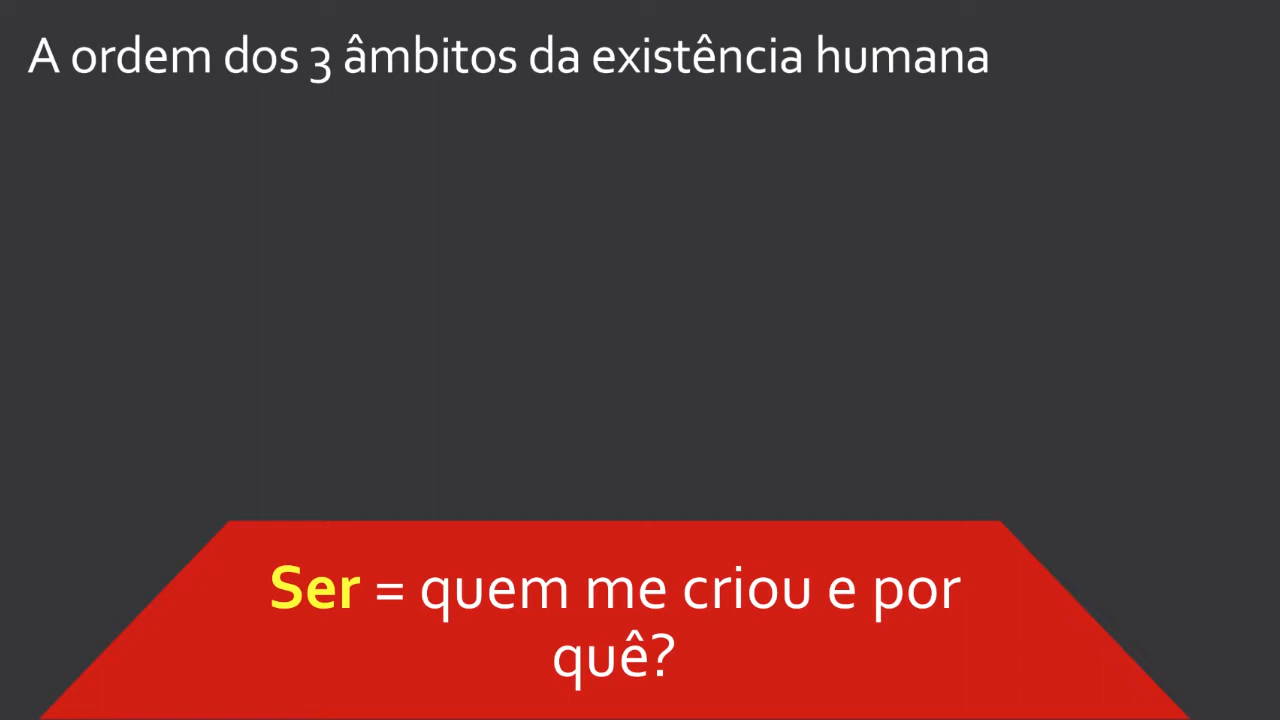 A ordem dos 3 âmbitos da existência humana
Ser = quem me criou e por
quê?